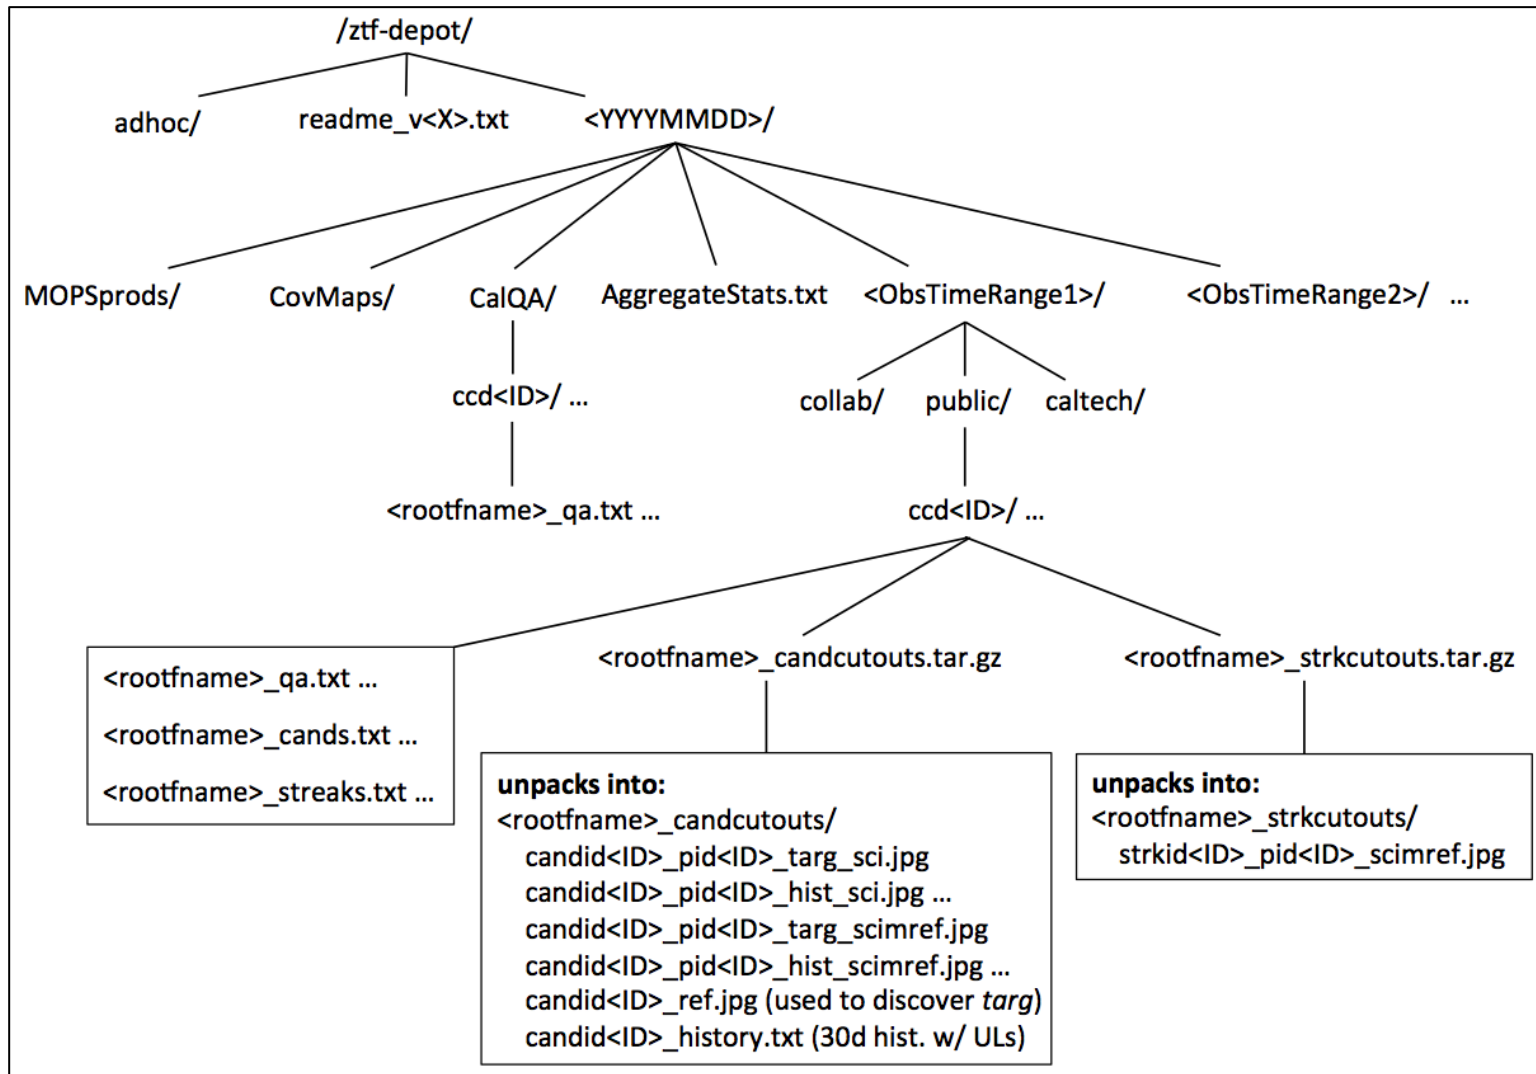 /ztf-depot/
adhoc/
readme_v<X>.txt
<YYYYMMDD>/
MOPSprods/
CovMaps/
CalQA/
AggregateStats.txt
<ObsTimeRange1>/
<ObsTimeRange2>/ ...
ccd<ID>/ ...
collab/
public/
caltech/
<rootfname>_qa.txt ...
ccd<ID>/ ...
<rootfname>_qa.txt ...
<rootfname>_cands.txt ...
<rootfname>_streaks.txt ...
<rootfname>_candcutouts.tar.gz
<rootfname>_strkcutouts.tar.gz
unpacks into:
<rootfname>_candcutouts/
candid<ID>_pid<ID>_targ_sci.jpg
candid<ID>_pid<ID>_hist_sci.jpg ...
candid<ID>_pid<ID>_targ_scimref.jpg
candid<ID>_pid<ID>_hist_scimref.jpg ...
candid<ID>_ref.jpg (used to discover targ)
candid<ID>_history.txt (30d hist. w/ ULs)
unpacks into:
<rootfname>_strkcutouts/
strkid<ID>_pid<ID>_scimref.jpg